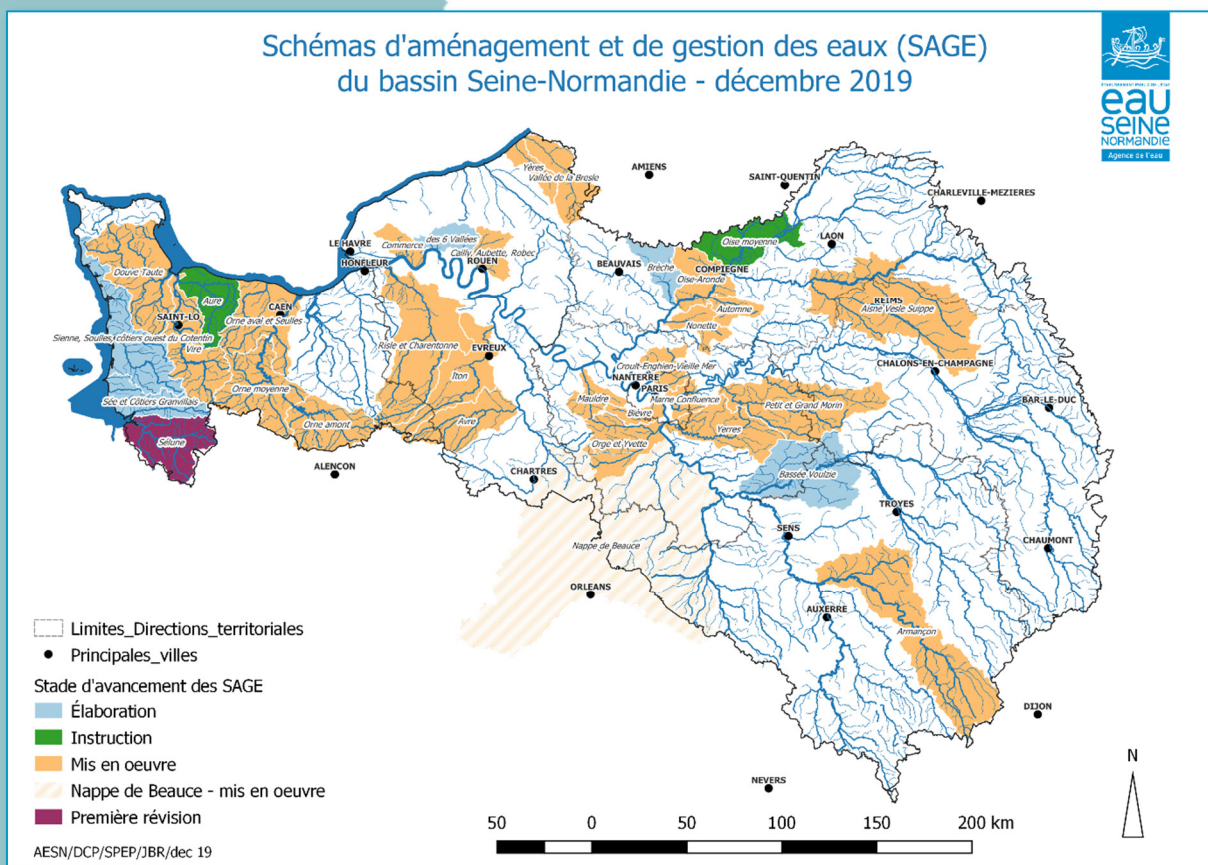 Schémas d'aménagement et de gestion des eaux (SAGE)
du bassin Seine-Normandie - décembre 2019
eau
SEINE
NORMANDIE
Agence de l'eau
Yères
Vallée de la Bresle
AMIENS
SAINT-QUENTIN
CHARLEVILLE-MEZIERES
LE HAVRE
HONFLEUR
Commerce
des 6 Vallées
Cailly, Aubette, Robec
ROUEN
BEAUVAIS
Brèche
Oise moyenne
LAON
COMPIEGNE
Oise-Aronde
Douve Taute
Aure
CAEN
SAINT-LO
Orne aval et Seulles
Sienne, Soulles, côtiers ouest du Cotentin
Vire
Risle et Charentonne
EVREUX
Automne
Nonette
REIMS
Aisne Vesle Suippe
CHALONS-EN-CHAMPAGNE
Orne moyenne
Iton
Croult-Enghien-Vieille Mer
NANTERRE
PARIS
Sée et Côtiers Granvillais
Mauldre
Bièvre
Marne Confluence
Petit et Grand Morin
BAR-LE-DUC
Sélune
Orne amont
Avre
Orge et Yvette
Yerres
ALENCON
CHARTRES
Bassée Voulzie
TROYES
SENS
Nappe de Beauce
CHAUMONT
ORLEANS
AUXERRE
Armançon
DIJON
NEVERS
Limites_Directions_territoriales
Principales_villes
Stade d'avancement des SAGE
Élaboration
Instruction
Mis en oeuvre
Nappe de Beauce - mis en oeuvre
Première révision
AESN/DCP/SPEP/JBR/dec 19
50 0 50 100 150 200 km
N